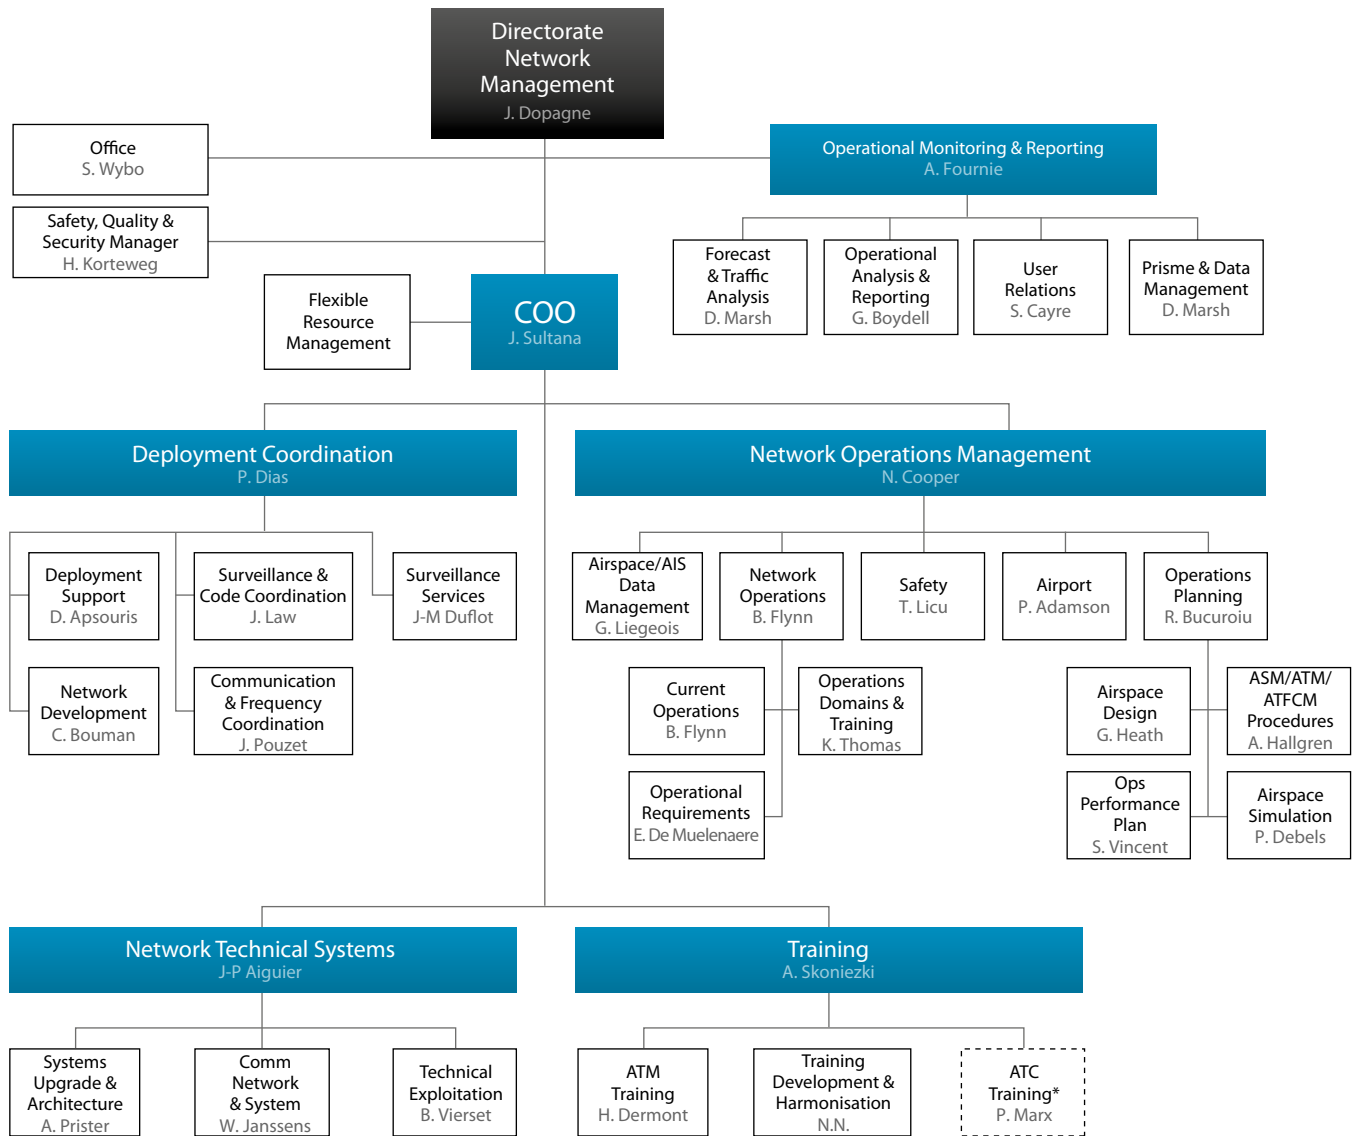 Directorate
Network
Management
J. Dopagne
Office
S. Wybo
Operational Monitoring & Reporting
A. Fournie
Safety, Quality &
Security Manager
H. Korteweg
Forecast
& Traffic
Analysis
D. Marsh
Operational
Analysis &
Reporting
G. Boydell
User
Relations
S. Cayre
Prisme & Data
Management
D. Marsh
Flexible
Resource
Management
COO
J. Sultana
Deployment Coordination
P. Dias
Network Operations Management
N. Cooper
Deployment
Support
D. Apsouris
Surveillance &
Code Coordination
J. Law
Surveillance
Services
J-M Duflot
Network
Development
C. Bouman
Communication
& Frequency
Coordination
J. Pouzet
Airspace/AIS
Data
Management
G. Liegeois
Network
Operations
B. Flynn
Safety
T. Licu
Airport
P. Adamson
Operations
Planning
R. Bucuroiu
Current
Operations
B. Flynn
Operations
Domains &
Training
K. Thomas
Operational
Requirements
E. De Muelenaere
Airspace
Design
G. Heath
ASM/ATM/
ATFCM
Procedures
A. Hallgren
Ops
Performance
Plan
S. Vincent
Airspace
Simulation
P. Debels
Network Technical Systems
J-P Aiguier
Training
A. Skoniezki
Systems
Upgrade &
Architecture
A. Prister
Comm
Network
& System
W. Janssens
Technical
Exploitation
B. Vierset
ATM
Training
H. Dermont
Training
Development &
Harmonisation
N.N.
ATC
Training*
P. Marx